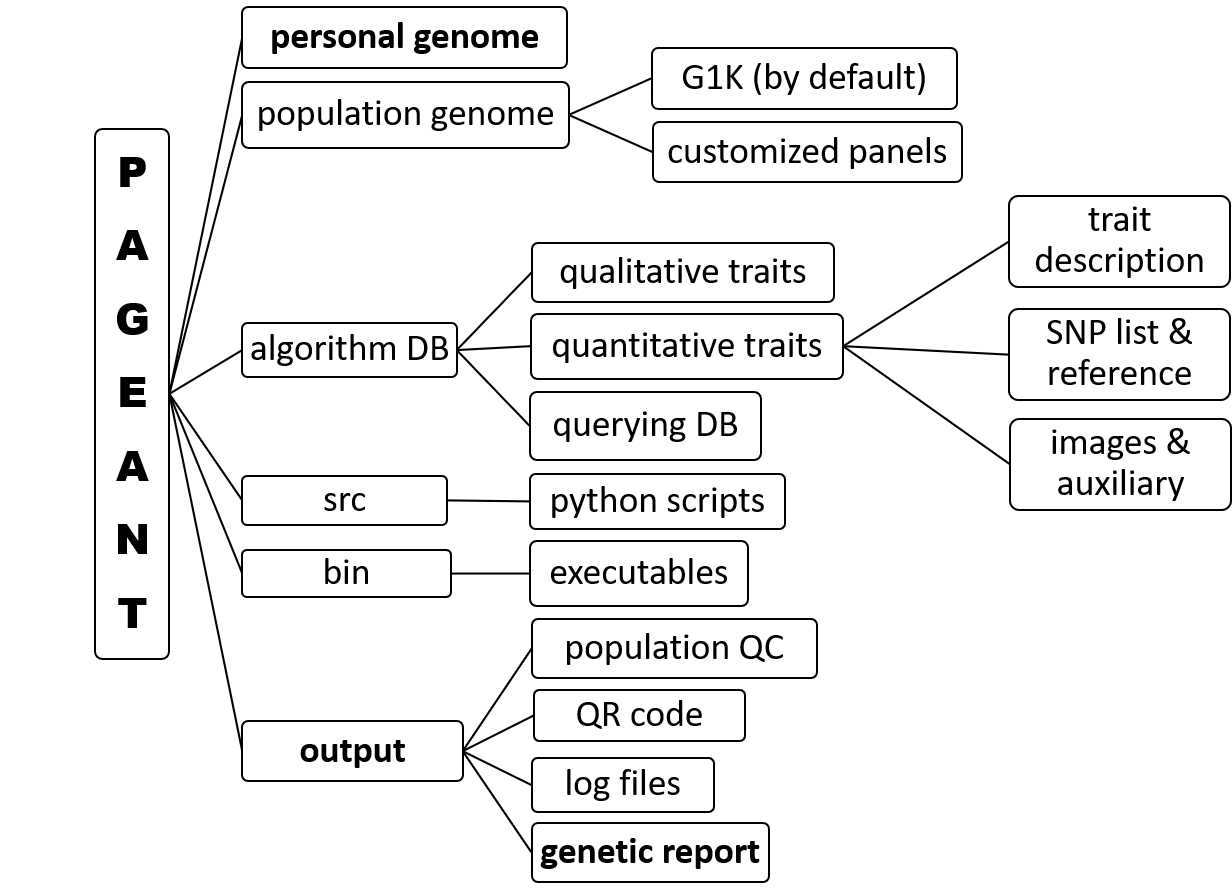 PAGEANT
personal genome
population genome
G1K (by default)
customized panels
algorithm DB
qualitative traits
quantitative traits
querying DB
trait
description
SNP list &
reference
images &
auxiliary
src
python scripts
bin
executables
output
population QC
QR code
log files
genetic report